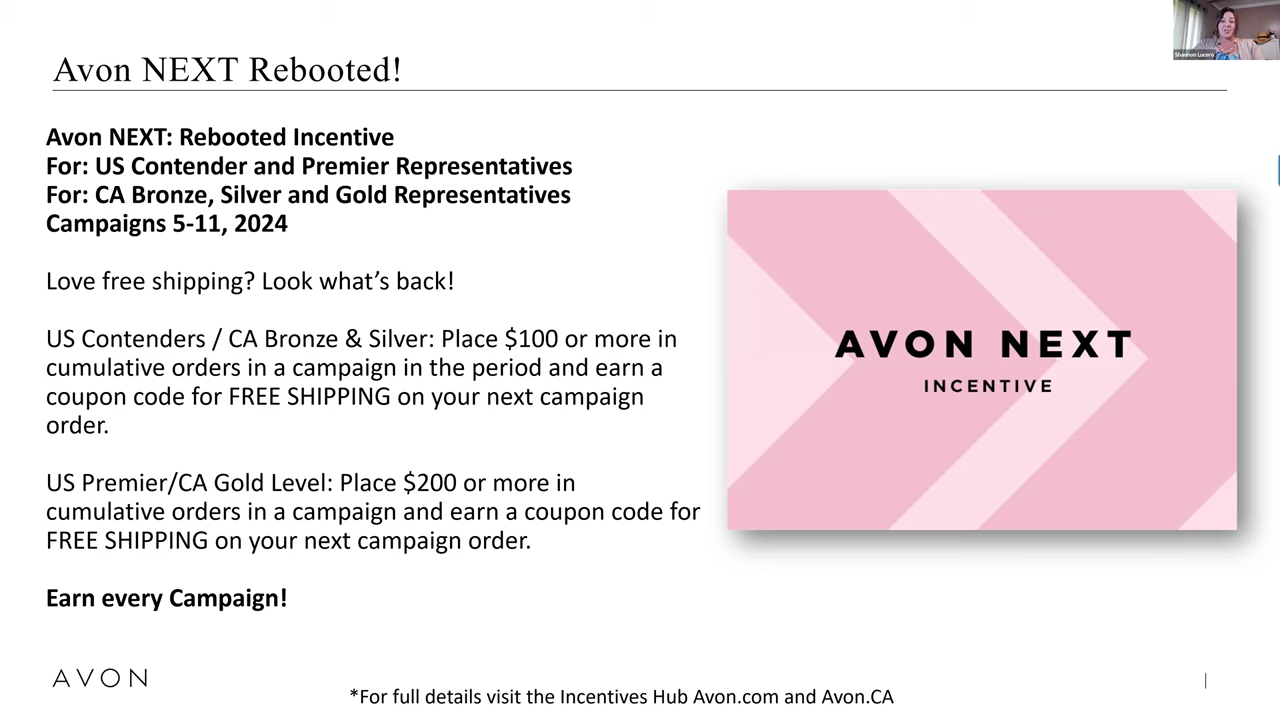 Shannon Lucero
Avon NEXT Rebooted!
Avon NEXT: Rebooted Incentive
For: US Contender and Premier Representatives
For: CA Bronze, Silver and Gold Representatives
Campaigns 5-11, 2024
Love free shipping? Look what’s back!
US Contenders / CA Bronze & Silver: Place $100 or more in
cumulative orders in a campaign in the period and earn a
coupon code for FREE SHIPPING on your next campaign
order.
US Premier/CA Gold Level: Place $200 or more in
cumulative orders in a campaign and earn a coupon code for
FREE SHIPPING on your next campaign order.
Earn every Campaign!
AVON NEXT
INCENTIVE
AVON
*For full details visit the Incentives Hub Avon.com and Avon.CA